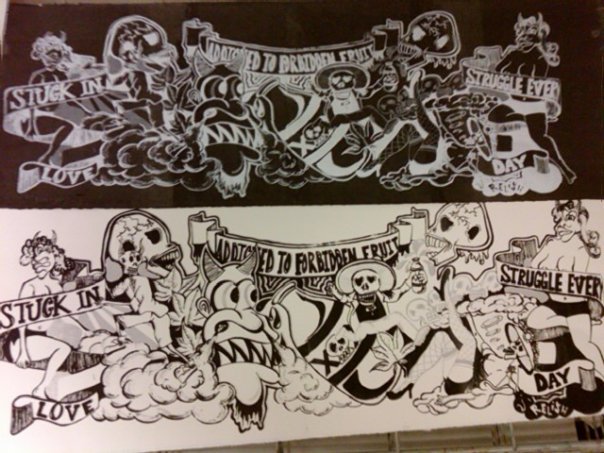 ADDICTED TO FORBIDDEN FRUIT
STUCK IN
LOVE
STRUGGLE EVER
DAY
ADDICTED TO FORBIDDEN FRUIT
STUCK IN
LOVE
STRUGGLE EVER
DAY